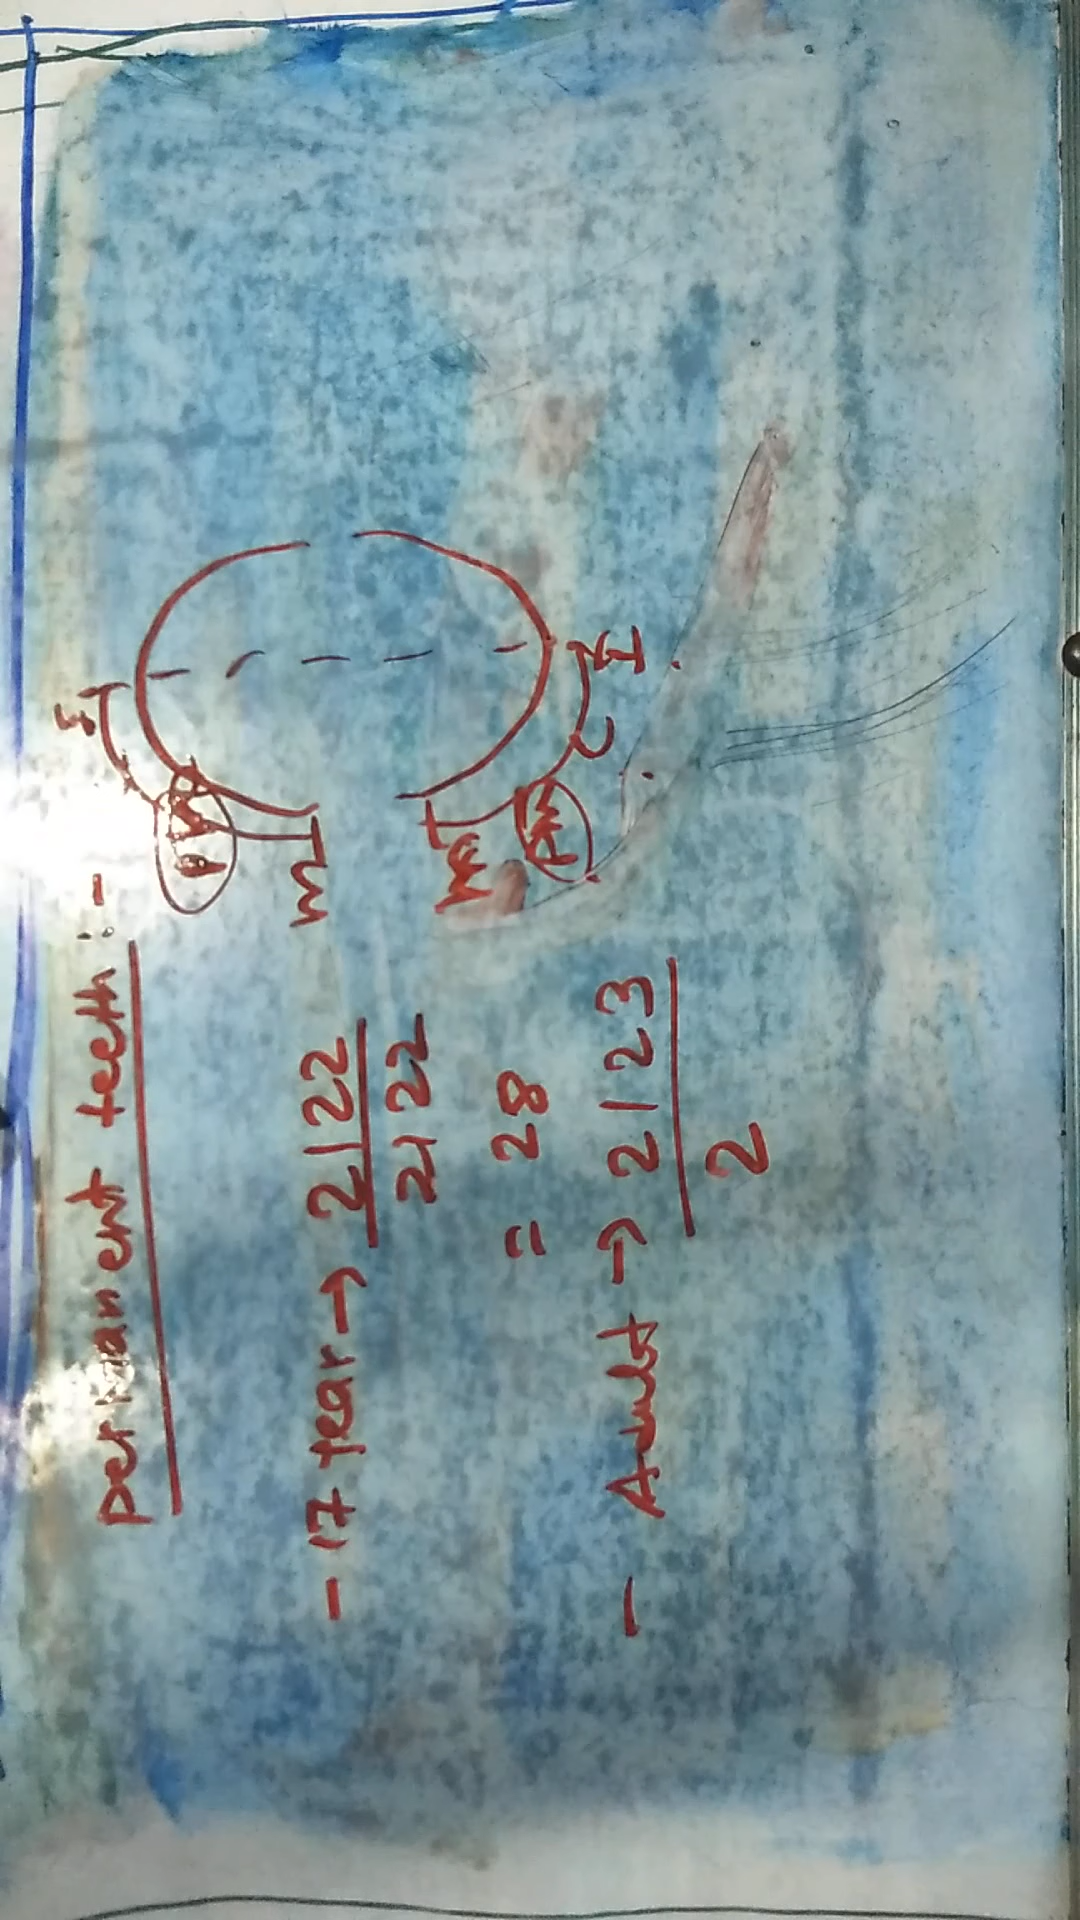 permanent teeth :-
- 17 year → 2122
2122
= 28
- Adult → 2123
2
I
PM
M
M
PM
C
I